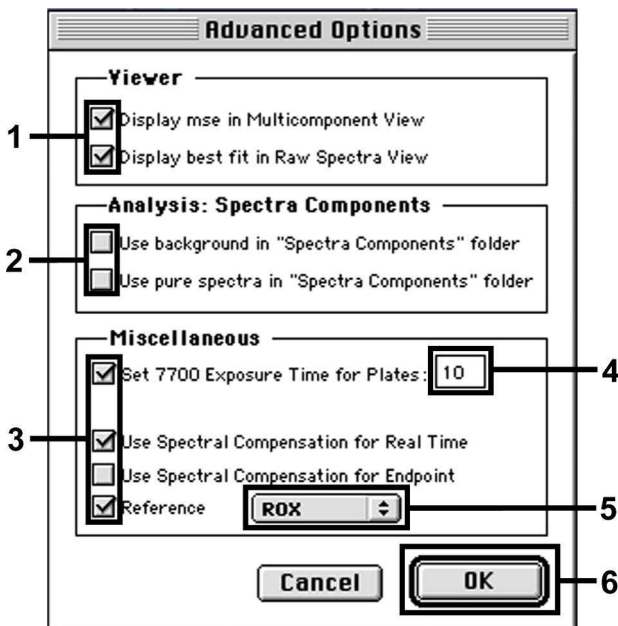 Advanced Options
Viewer
1
Display mse in Multicomponent View
Display best fit in Raw Spectra View
Analysis: Spectra Components
2
Use background in "Spectra Components" folder
Use pure spectra in "Spectra Components" folder
Miscellaneous
Set 7700 Exposure Time for Plates: 10
4
3
Use Spectral Compensation for Real Time
Use Spectral Compensation for Endpoint
Reference ROX
5
Cancel OK
6